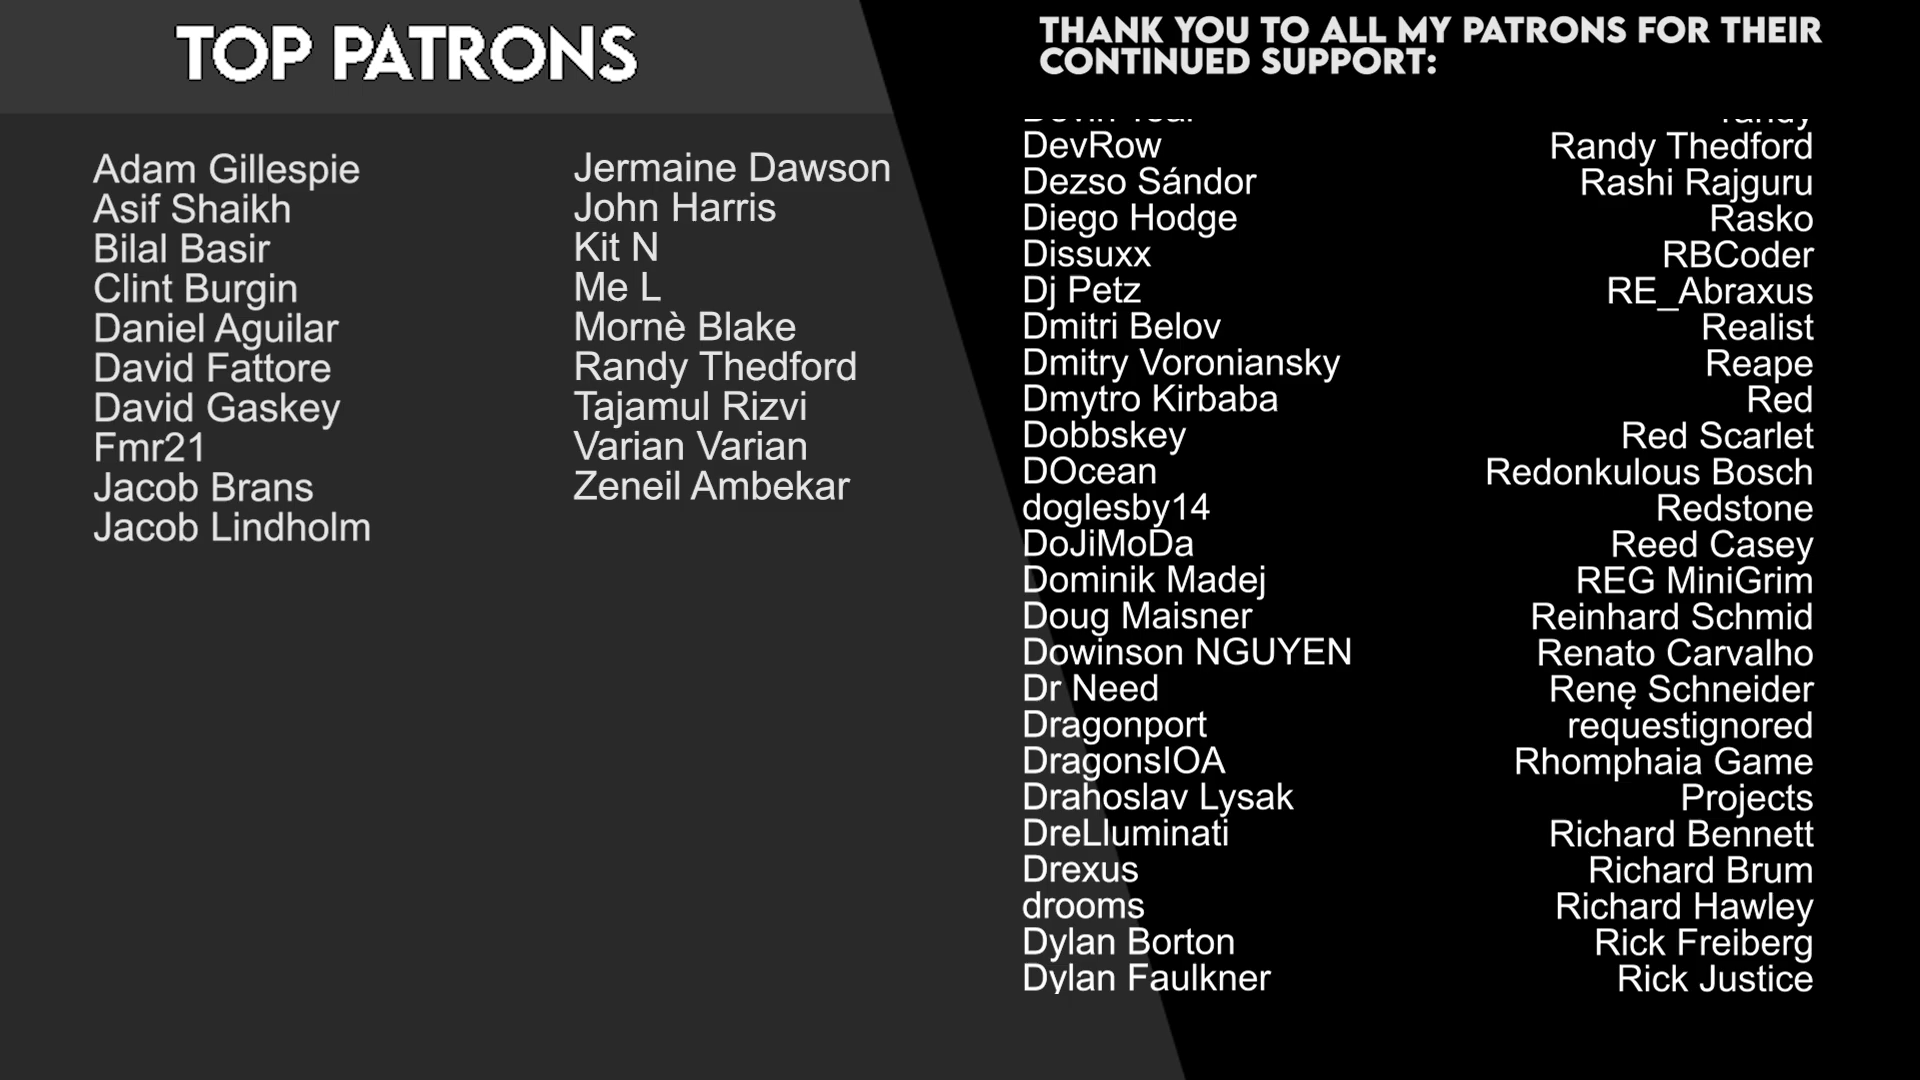 TOP PATRONS
Adam Gillespie
Asif Shaikh
Bilal Basir
Clint Burgin
Daniel Aguilar
David Fattore
David Gaskey
Fmr21
Jacob Brans
Jacob Lindholm
Jermaine Dawson
John Harris
Kit N
Me L
Mornè Blake
Randy Thedford
Tajamul Rizvi
Varian Varian
Zeneil Ambekar
THANK YOU TO ALL MY PATRONS FOR THEIR
CONTINUED SUPPORT:
DevRow
Dezso Sándor
Diego Hodge
Dissuxx
Dj Petz
Dmitri Belov
Dmitry Voroniansky
Dmytro Kirbaba
Dobbskey
DOcean
doglesby14
DoJiMoDa
Dominik Madej
Doug Maisner
Dowinson NGUYEN
Dr Need
Dragonport
DragonsIOA
Drahoslav Lysak
DreLluminati
Drexus
drooms
Dylan Borton
Dylan Faulkner
Randy Thedford
Rashi Rajguru
Rasko
RBCoder
RE_Abraxus
Realist
Reape
Red
Red Scarlet
Redonkulous Bosch
Redstone
Reed Casey
REG MiniGrim
Reinhard Schmid
Renato Carvalho
Renę Schneider
requestignored
Rhomphaia Game
Projects
Richard Bennett
Richard Brum
Richard Hawley
Rick Freiberg
Rick Justice